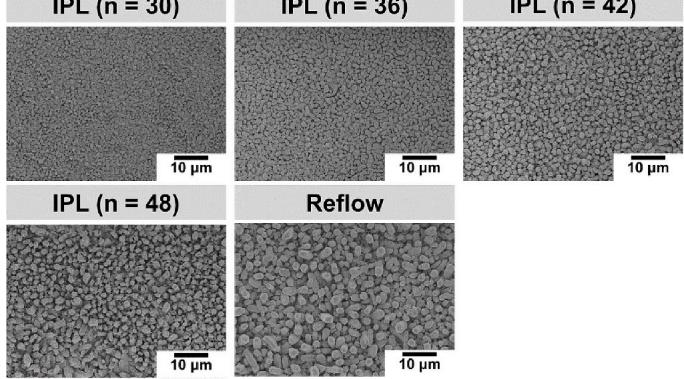 IPL (n = 30)
IPL (n = 36)
IPL (n = 42)
10 μm
10 μm
10 μm
IPL (n = 48)
Reflow
10 μm
10 μm